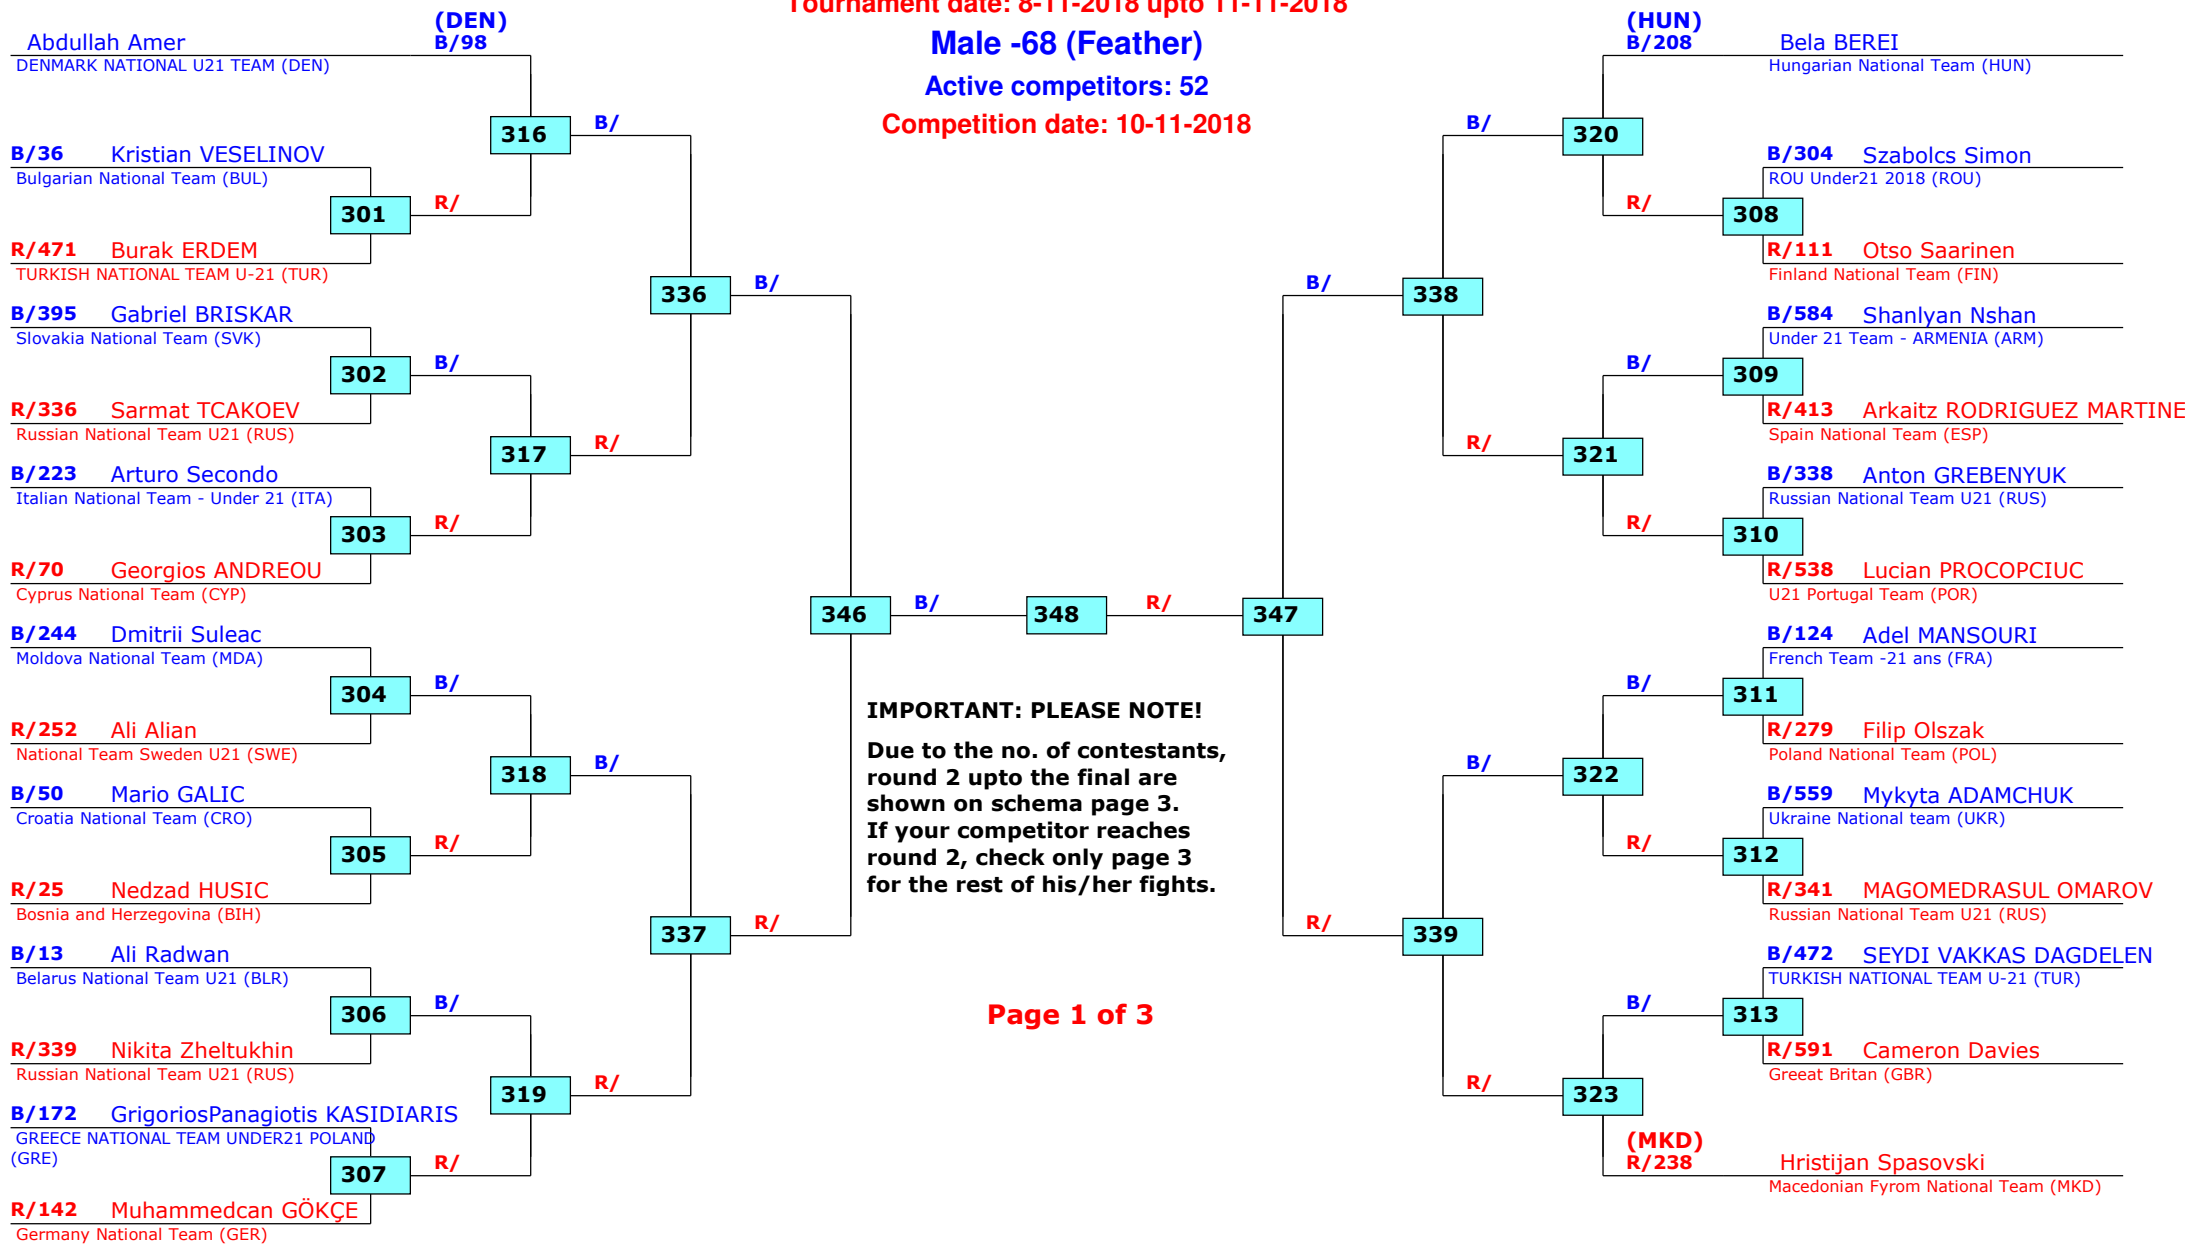 Tournament date: 8-11-2018 upto 11-11-2018
Male -68 (Feather)
Active competitors: 52
Competition date: 10-11-2018
(DEN)
Abdullah Amer B/98
DENMARK NATIONAL U21 TEAM (DEN)
316
B/
B/36 Kristian VESELINOV
Bulgarian National Team (BUL)
301
R/
R/471 Burak ERDEM
TURKISH NATIONAL TEAM U-21 (TUR)
336
B/
B/395 Gabriel BRISKAR
Slovakia National Team (SVK)
302
B/
R/336 Sarmat TCAKOEV
Russian National Team U21 (RUS)
317
R/
B/223 Arturo Secondo
Italian National Team - Under 21 (ITA)
303
R/
R/70 Georgios ANDREOU
Cyprus National Team (CYP)
346
B/
348
R/
347
B/244 Dmitrii Suleac
Moldova National Team (MDA)
304
B/
R/252 Ali Alian
National Team Sweden U21 (SWE)
318
B/
B/50 Mario GALIC
Croatia National Team (CRO)
305
R/
R/25 Nedzad HUSIC
Bosnia and Herzegovina (BIH)
337
R/
B/13 Ali Radwan
Belarus National Team U21 (BLR)
306
B/
R/339 Nikita Zheltukhin
Russian National Team U21 (RUS)
319
R/
B/172 GrigoriosPanagiotis KASIDIARIS
GREECE NATIONAL TEAM UNDER21 POLAND
(GRE)
307
R/
R/142 Muhammedcan GÖKÇE
Germany National Team (GER)
IMPORTANT: PLEASE NOTE!
Due to the no. of contestants,
round 2 upto the final are
shown on schema page 3.
If your competitor reaches
round 2, check only page 3
for the rest of his/her fights.
Page 1 of 3
(HUN)
B/208 Bela BEREI
Hungarian National Team (HUN)
B/
320
B/304 Szabolcs Simon
ROU Under21 2018 (ROU)
R/
308
R/111 Otso Saarinen
Finland National Team (FIN)
B/
338
B/584 Shanlyan Nshan
Under 21 Team - ARMENIA (ARM)
B/
309
R/413 Arkaitz RODRIGUEZ MARTINE
Spain National Team (ESP)
R/
321
B/338 Anton GREBENYUK
Russian National Team U21 (RUS)
R/
310
R/538 Lucian PROCOPCIUC
U21 Portugal Team (POR)
B/124 Adel MANSOURI
French Team -21 ans (FRA)
B/
311
R/279 Filip Olszak
Poland National Team (POL)
B/
322
B/559 Mykyta ADAMCHUK
Ukraine National team (UKR)
R/
312
R/341 MAGOMEDRASUL OMAROV
Russian National Team U21 (RUS)
R/
339
B/472 SEYDI VAKKAS DAGDELEN
TURKISH NATIONAL TEAM U-21 (TUR)
B/
313
R/591 Cameron Davies
Greeat Britan (GBR)
R/
323
(MKD)
R/238 Hristijan Spasovski
Macedonian Fyrom National Team (MKD)